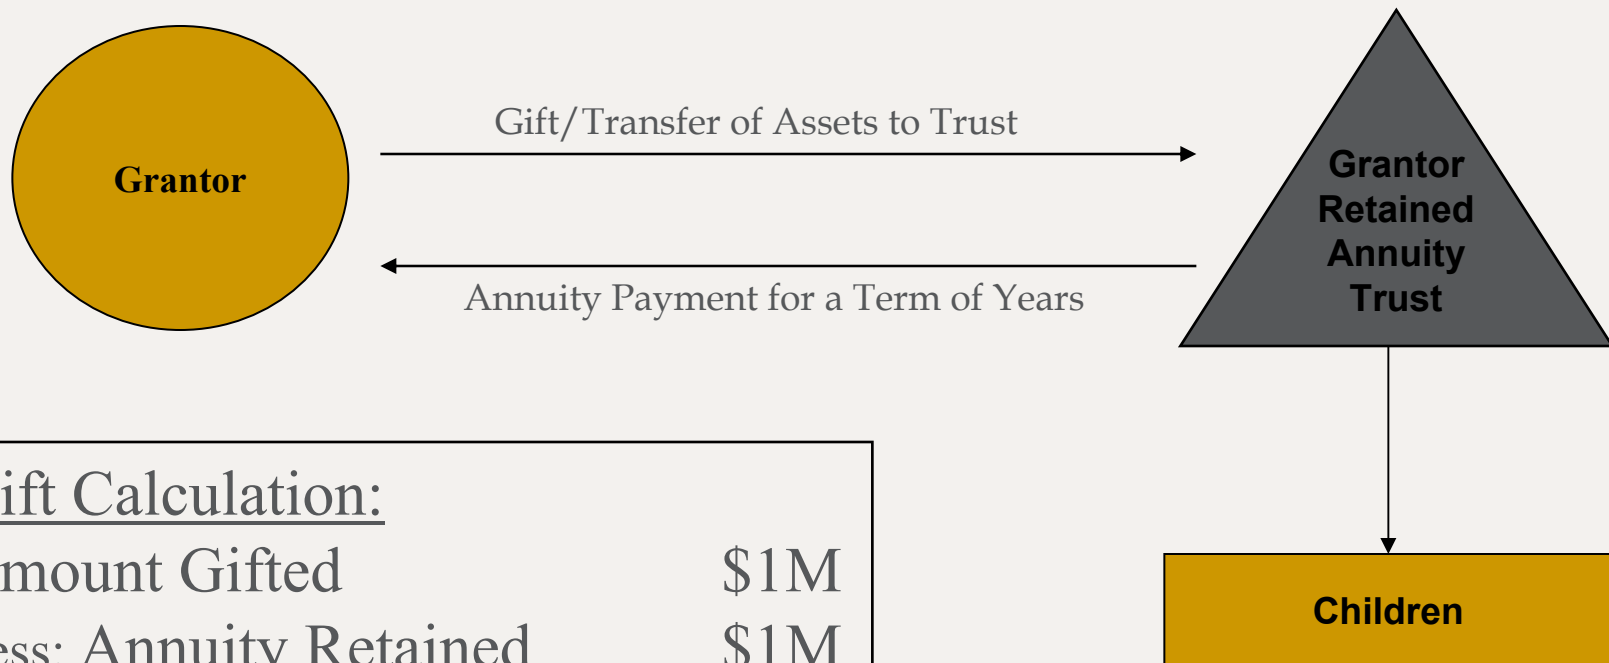 Grantor
Gift/Transfer of Assets to Trust
Annuity Payment for a Term of Years
Grantor
Retained
Annuity
Trust
ift Calculation:
mount Gifted $1M
ess: Annuity Retained $1M
Children